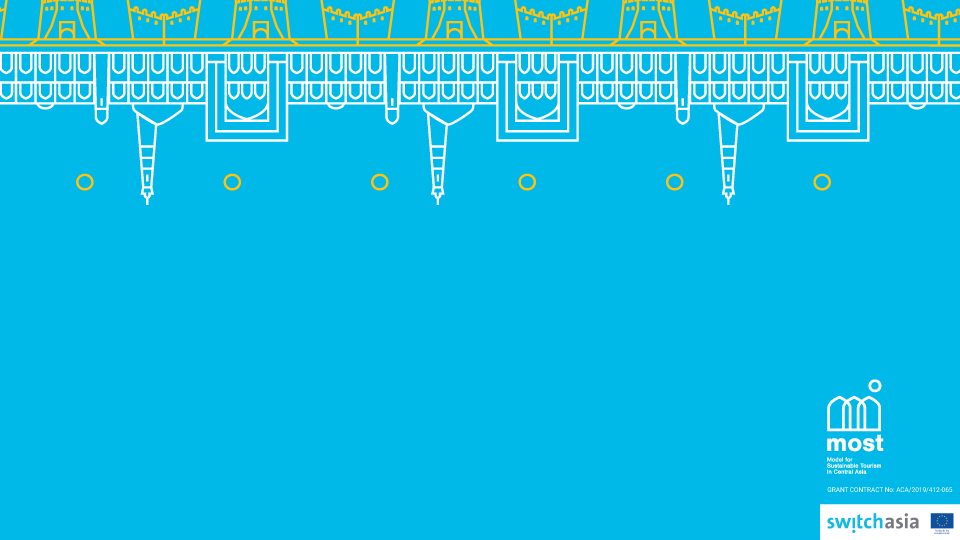 most
Model for
Sustainable Tourism
in Central Asia
GRANT CONTRACT No: ACA/2019/412-065
switchasia